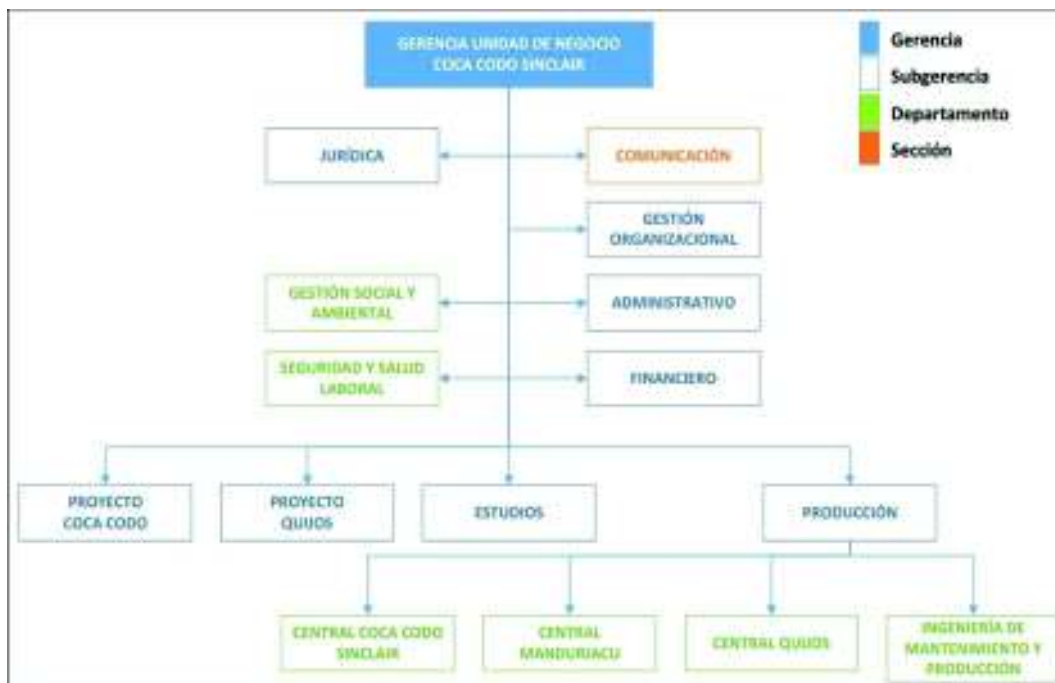 GERENCIA UNIDAD DE NEGOCIO
COCA CODO SINCLAIR
Gerencia
Subgerencia
Departamento
Sección
JURÍDICA
COMUNICACIÓN
GESTIÓN
ORGANIZACIONAL
GESTIÓN SOCIAL Y
AMBIENTAL
ADMINISTRATIVO
SEGURIDAD Y SALUD
LABORAL
FINANCIERO
PROYECTO
COCA CODO
PROYECTO
QUIJOS
ESTUDIOS
PRODUCCIÓN
CENTRAL COCA CODO
SINCLAIR
CENTRAL
MANDURIACU
CENTRAL QUIJOS
INGENIERÍA DE
MANTENIMIENTO Y
PRODUCCIÓN